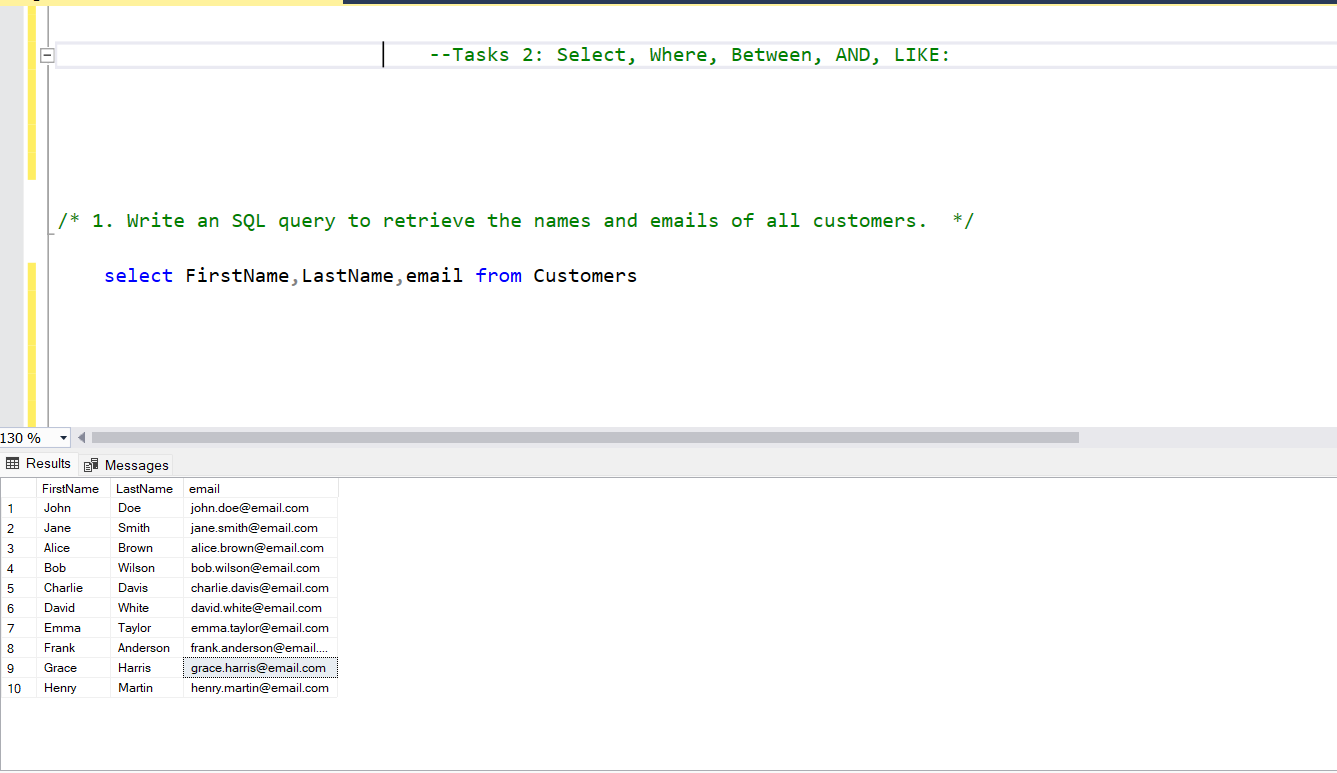 --Tasks 2: Select, Where, Between, AND, LIKE:
/* 1. Write an SQL query to retrieve the names and emails of all customers.  */
select FirstName,LastName,email from Customers
130 %
Results Messages
FirstName LastName email
1 John Doe john.doe@email.com
2 Jane Smith jane.smith@email.com
3 Alice Brown alice.brown@email.com
4 Bob Wilson bob.wilson@email.com
5 Charlie Davis charlie.davis@email.com
6 David White david.white@email.com
7 Emma Taylor emma.taylor@email.com
8 Frank Anderson frank.anderson@email....
9 Grace Harris grace.harris@email.com
10 Henry Martin henry.martin@email.com